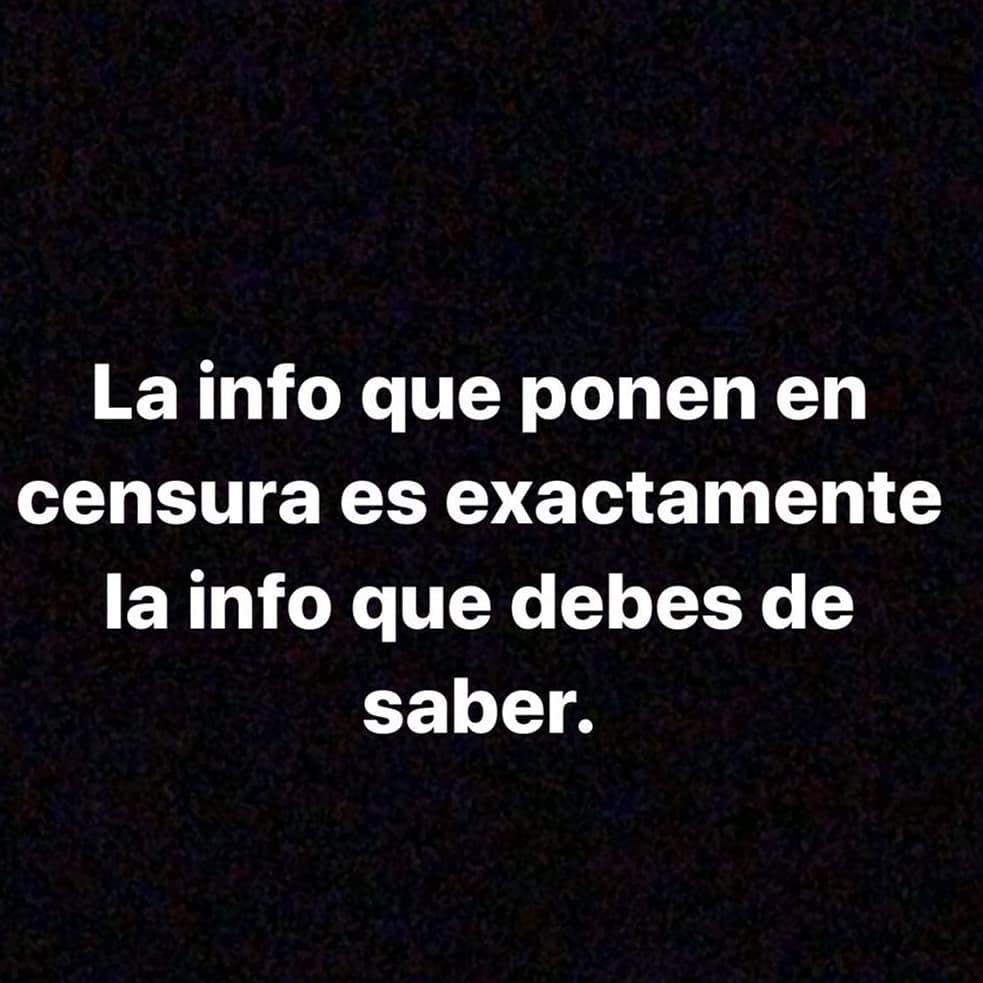 La info que ponen en
censura es exactamente
la info que debes de
saber.